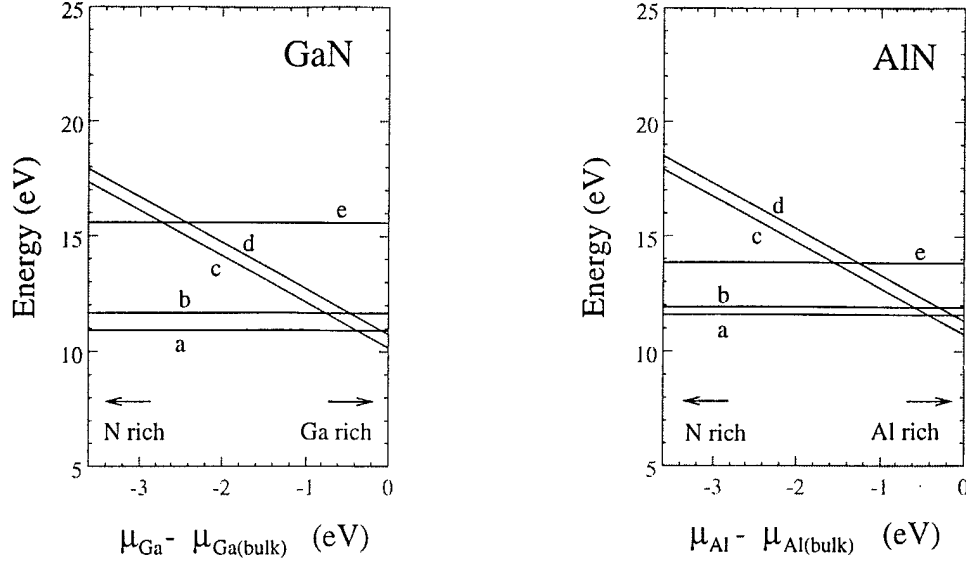 GaN
25
20
15
10
5
Energy (eV)
d
e
c
b
a
N rich
Ga rich
-3
-2
-1
0
μGa - μGa(bulk) (eV)
AlN
25
20
15
10
5
Energy (eV)
d
c
e
b
a
N rich
Al rich
-3
-2
-1
0
μAl - μAl(bulk) (eV)